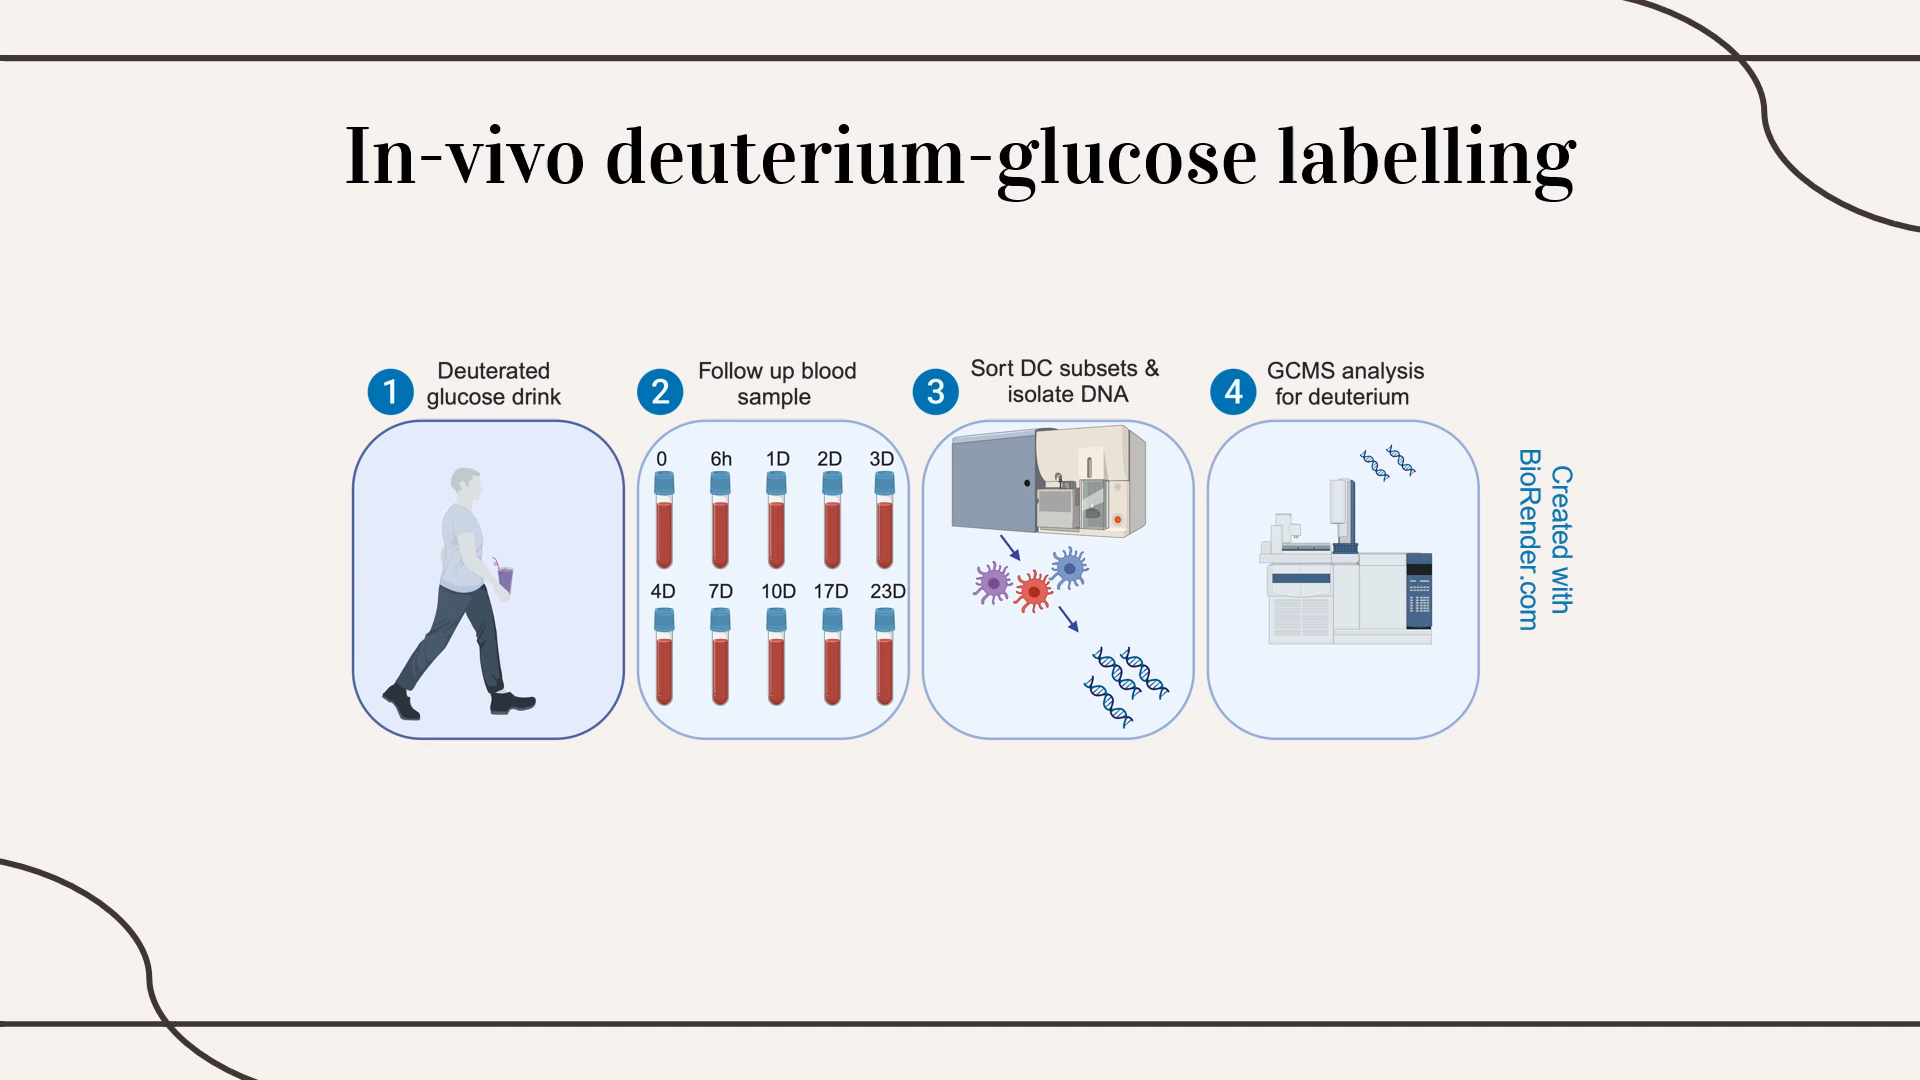 In-vivo deuterium-glucose labelling
1
Deuterated
glucose drink
2
Follow up blood
sample
3
Sort DC subsets &
isolate DNA
4
GCMS analysis
for deuterium
0 6h 1D 2D 3D
4D 7D 10D 17D 23D
Created with
BioRender.com